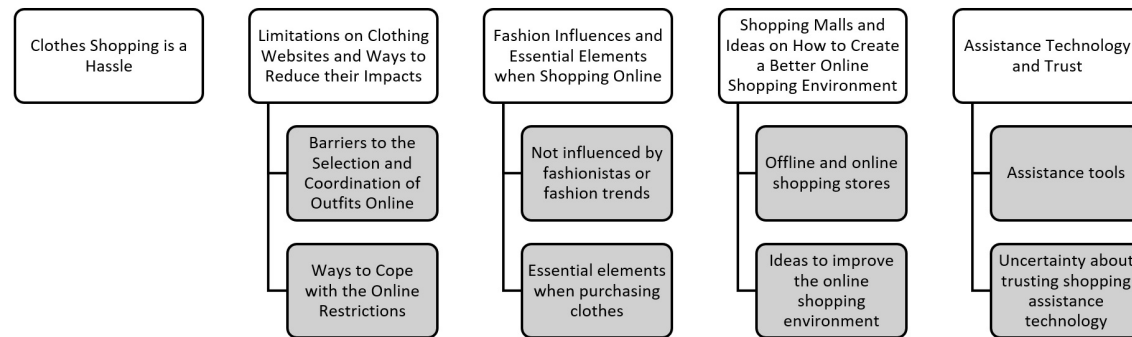 Clothes Shopping is a
Hassle
Limitations on Clothing
Websites and Ways to
Reduce their Impacts
Barriers to the
Selection and
Coordination of
Outfits Online
Ways to Cope
with the Online
Restrictions
Fashion Influences and
Essential Elements
when Shopping Online
Not influenced by
fashionistas or
fashion trends
Essential elements
when purchasing
clothes
Shopping Malls and
Ideas on How to Create
a Better Online
Shopping Environment
Offline and online
shopping stores
Ideas to improve
the online
shopping
environment
Assistance Technology
and Trust
Assistance tools
Uncertainty about
trusting shopping
assistance
technology